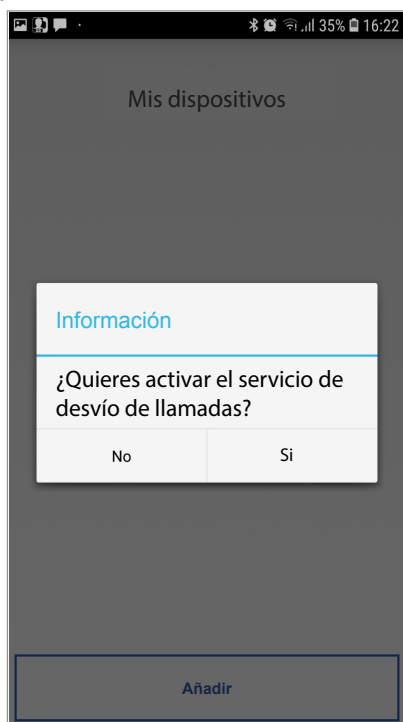 35% 16:22
Mis dispositivos
Información
¿Quieres activar el servicio de
desvío de llamadas?
No Si
Añadir